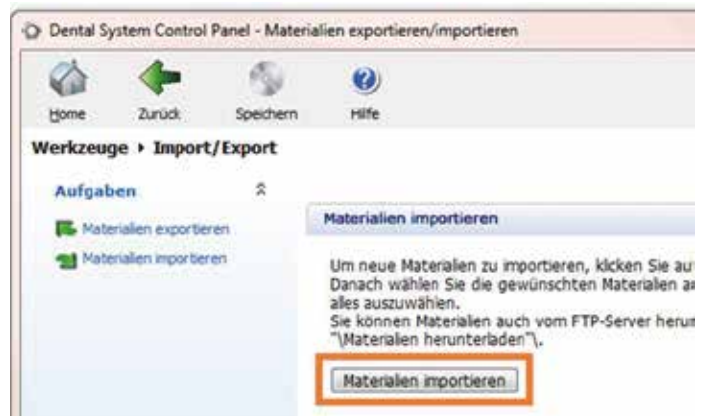 Dental System Control Panel - Materialien exportieren/importieren
Home Zurück Speichern Hilfe
Werkzeuge ▸ Import/Export
Aufgaben
Materialien exportieren
Materialien importieren
Materialien importieren
Um neue Materialien zu importieren, klicken Sie
Danach wählen Sie die gewünschten Materialien
alles auszuwählen.
Sie können Materialien auch vom FTP-Server
"\Materialien herunterladen"\.
Materialien importieren